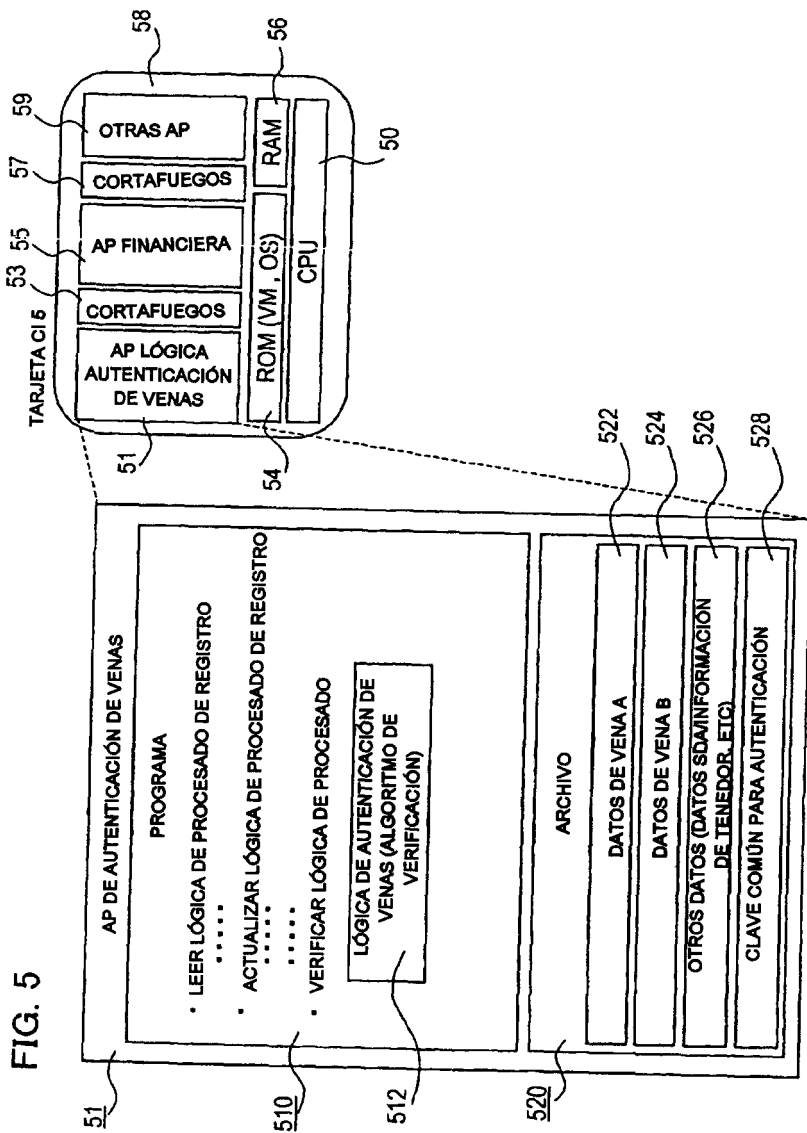 FIG. 5
TARJETA CI 5
AP LÓGICA
AUTENTICACIÓN
DE VENAS
51
CORTAFUEGOS
53
AP FINANCIERA
55
CORTAFUEGOS
57
OTRAS AP
59
58
ROM (VM , OS)
54
RAM
56
CPU
50
51
AP DE AUTENTICACIÓN DE VENAS
PROGRAMA
• LEER LÓGICA DE PROCESADO DE REGISTRO
• • • • •
• ACTUALIZAR LÓGICA DE PROCESADO DE REGISTRO
• • • • •
• VERIFICAR LÓGICA DE PROCESADO
510
LÓGICA DE AUTENTICACIÓN DE
VENAS (ALGORITMO DE
VERIFICACIÓN)
512
520
ARCHIVO
DATOS DE VENA A
522
DATOS DE VENA B
524
OTROS DATOS (DATOS SDA/INFORMACIÓN
DE TENEDOR, ETC)
526
CLAVE COMÚN PARA AUTENTICACIÓN
528